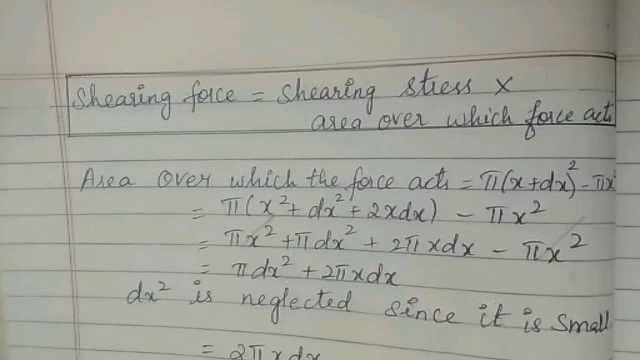 Shearing force = Shearing stress ×
area over which force acts
Area over which the force acts = π(x+dx)² - πx²
= π(x² + dx² + 2xdx) - πx²
= πx² + πdx² + 2πxdx - πx²
= πdx² + 2πxdx
dx² is neglected since it is small
= 2πxdx